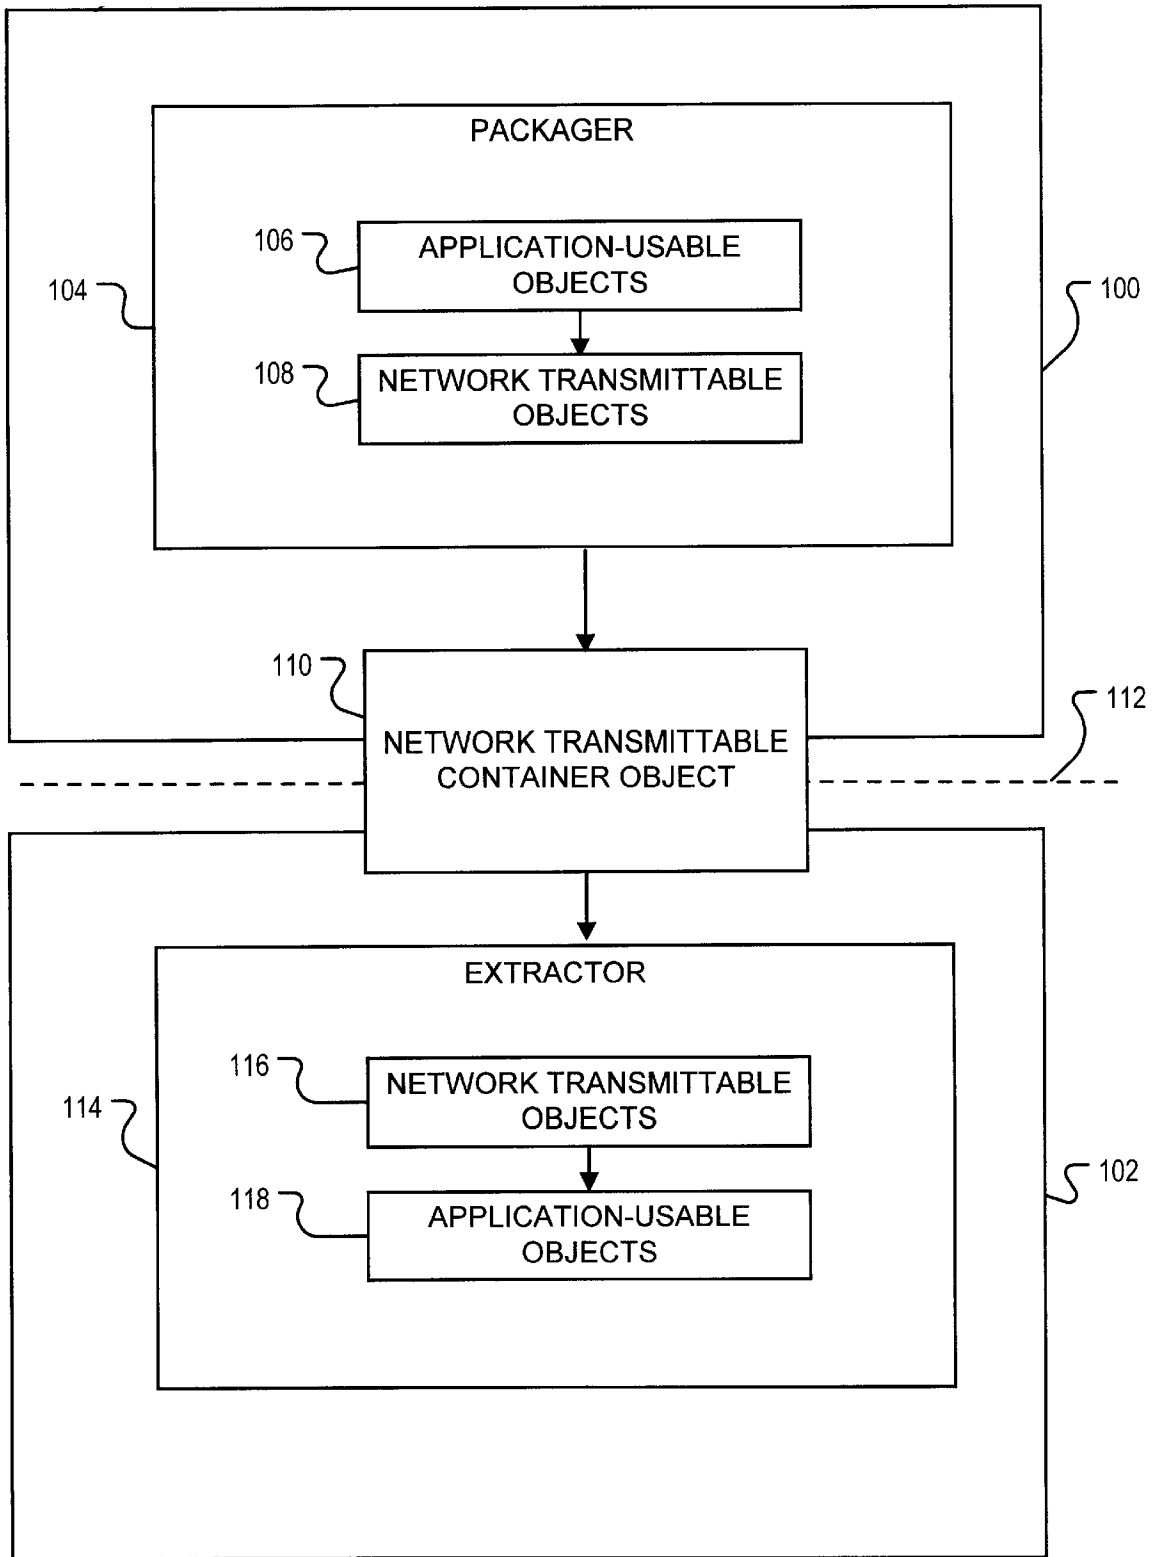 PACKAGER
106
APPLICATION-USABLE
OBJECTS
104
100
108
NETWORK TRANSMITTABLE
OBJECTS
110
112
NETWORK TRANSMITTABLE
CONTAINER OBJECT
EXTRACTOR
116
NETWORK TRANSMITTABLE
OBJECTS
114
102
118
APPLICATION-USABLE
OBJECTS